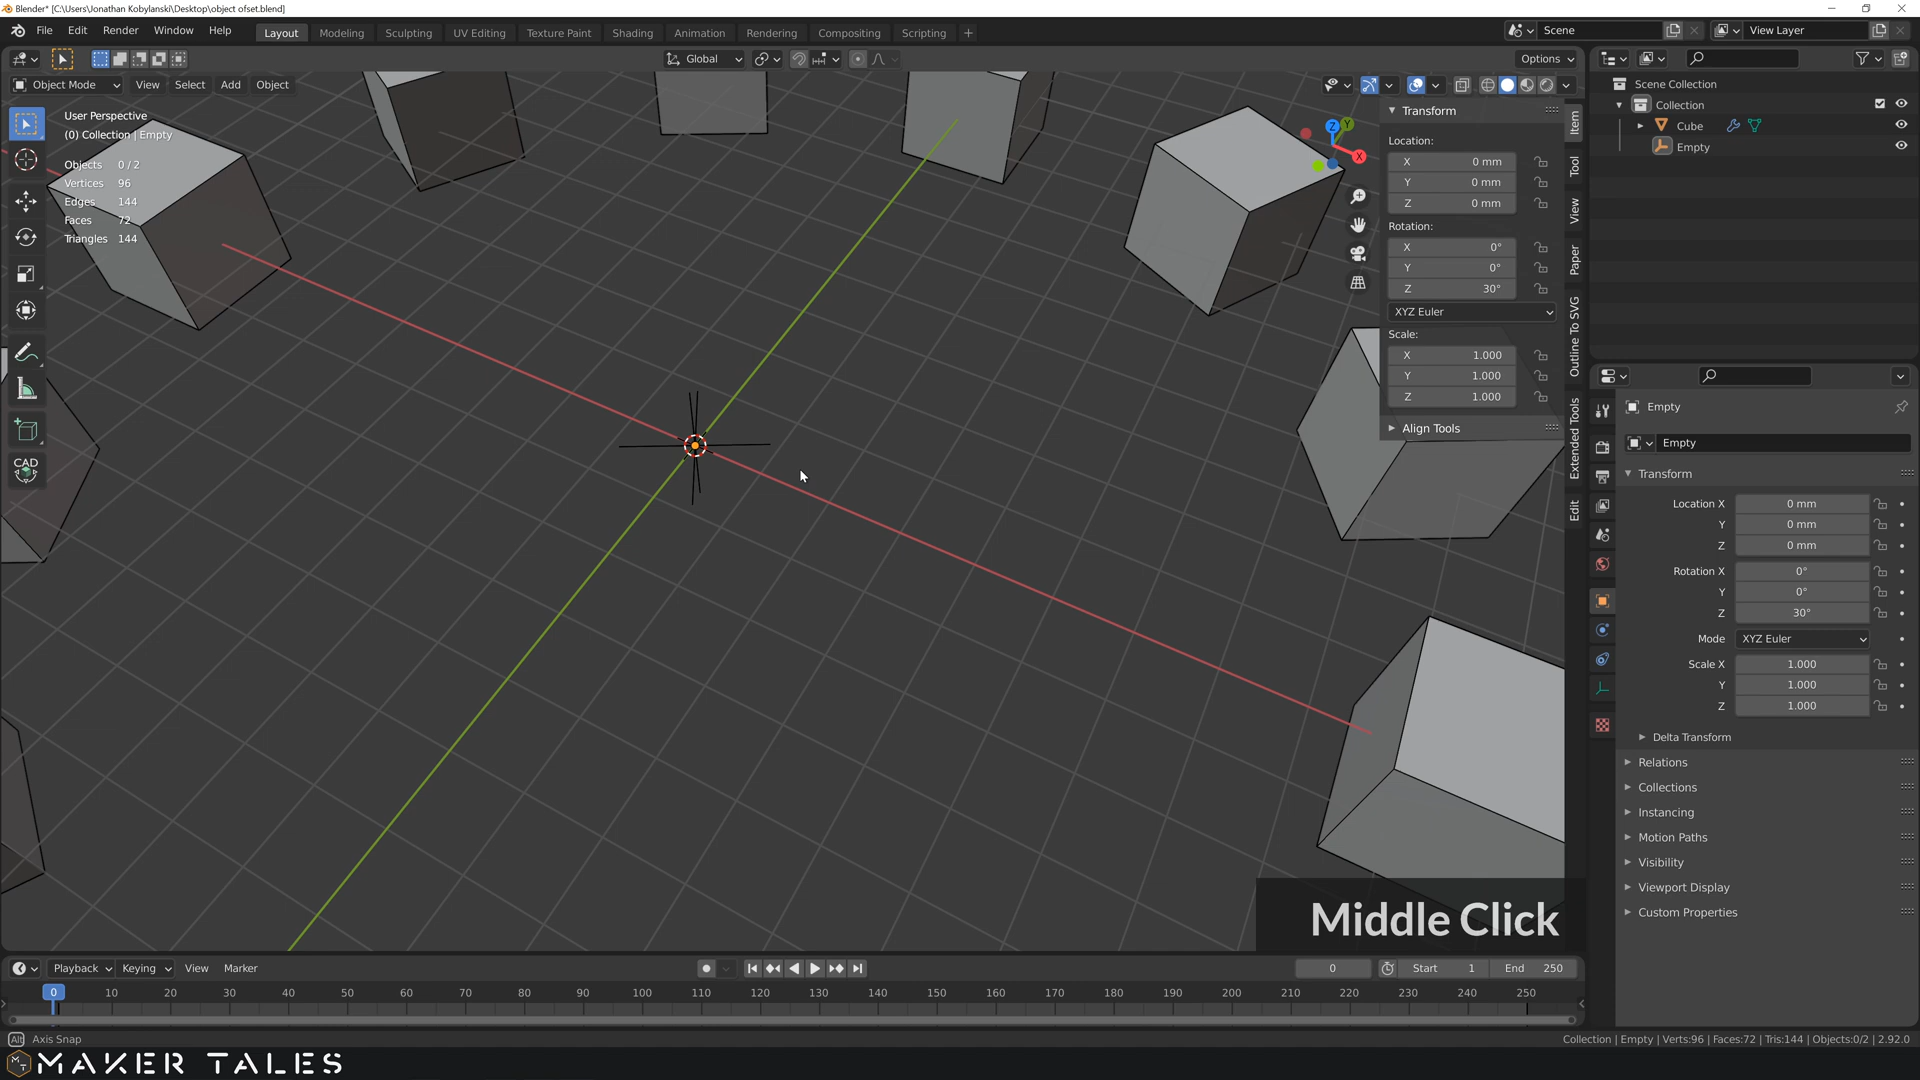 Blender* [C:\Users\Jonathan Kobylanski\Desktop\object ofset.blend]
File Edit Render Window Help
Layout Modeling Sculpting UV Editing Texture Paint Shading Animation Rendering Compositing Scripting +
Scene
View Layer
Global
Options
Object Mode View Select Add Object
User Perspective
(0) Collection | Empty
Objects 0 / 2
Vertices 96
Edges 144
Faces 72
Triangles 144
CAD
Z Y X
Transform
Location:
X 0 mm
Y 0 mm
Z 0 mm
Rotation:
X 0°
Y 0°
Z 30°
XYZ Euler
Scale:
X 1.000
Y 1.000
Z 1.000
Align Tools
Item
Tool
View
Paper
Outline To SVG
Extended Tools
Edit
Scene Collection
Collection
Cube
Empty
Empty
Empty
Transform
Location X 0 mm
Y 0 mm
Z 0 mm
Rotation X 0°
Y 0°
Z 30°
Mode XYZ Euler
Scale X 1.000
Y 1.000
Z 1.000
Delta Transform
Relations
Collections
Instancing
Motion Paths
Visibility
Viewport Display
Custom Properties
Middle Click
Playback Keying View Marker
0 Start 1 End 250
0 10 20 30 40 50 60 70 80 90 100 110 120 130 140 150 160 170 180 190 200 210 220 230 240 250
Alt Axis Snap
Collection | Empty | Verts:96 | Faces:72 | Tris:144 | Objects:0/2 | 2.92.0
MAKER TALES